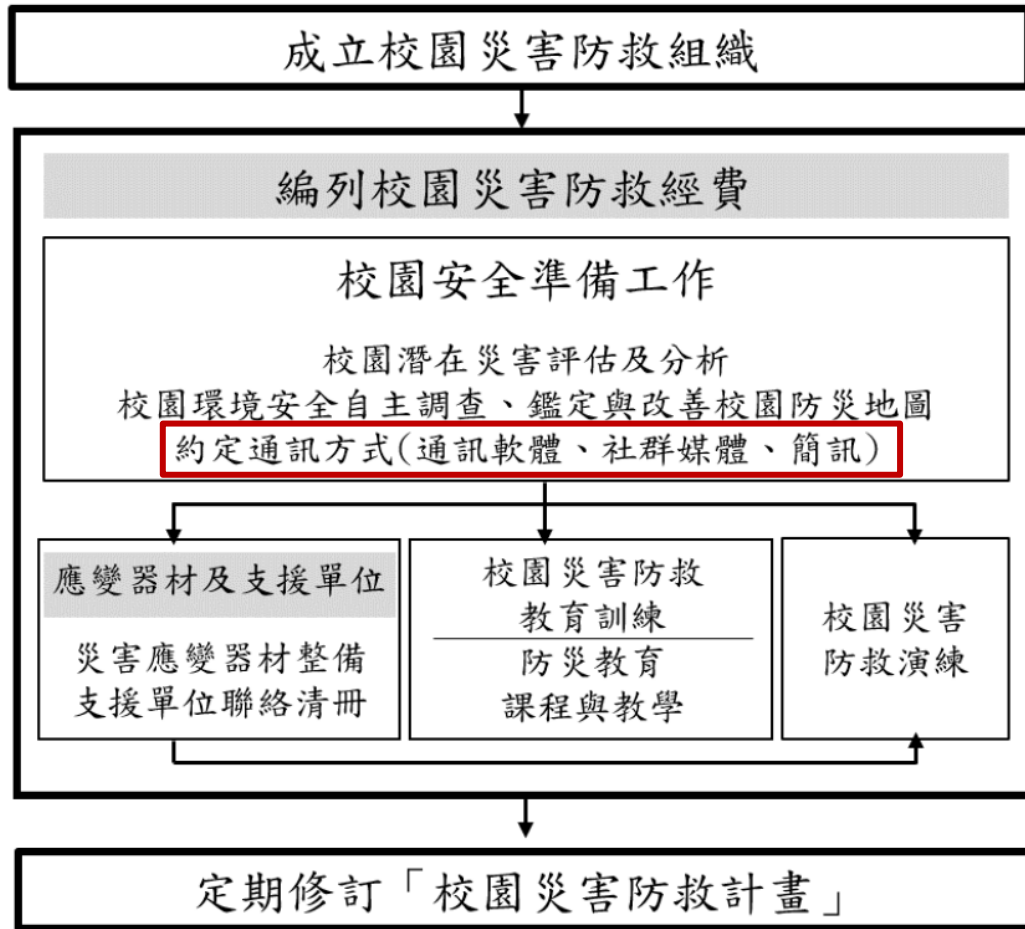 成立校園災害防救組織
編列校園災害防救經費
校園安全準備工作
校園潛在災害評估及分析
校園環境安全自主調查、鑑定與改善校園防災地圖
約定通訊方式(通訊軟體、社群媒體、簡訊)
應變器材及支援單位
災害應變器材整備
支援單位聯絡清冊
校園災害防救
教育訓練
防災教育
課程與教學
校園災害
防救演練
定期修訂「校園災害防救計畫」